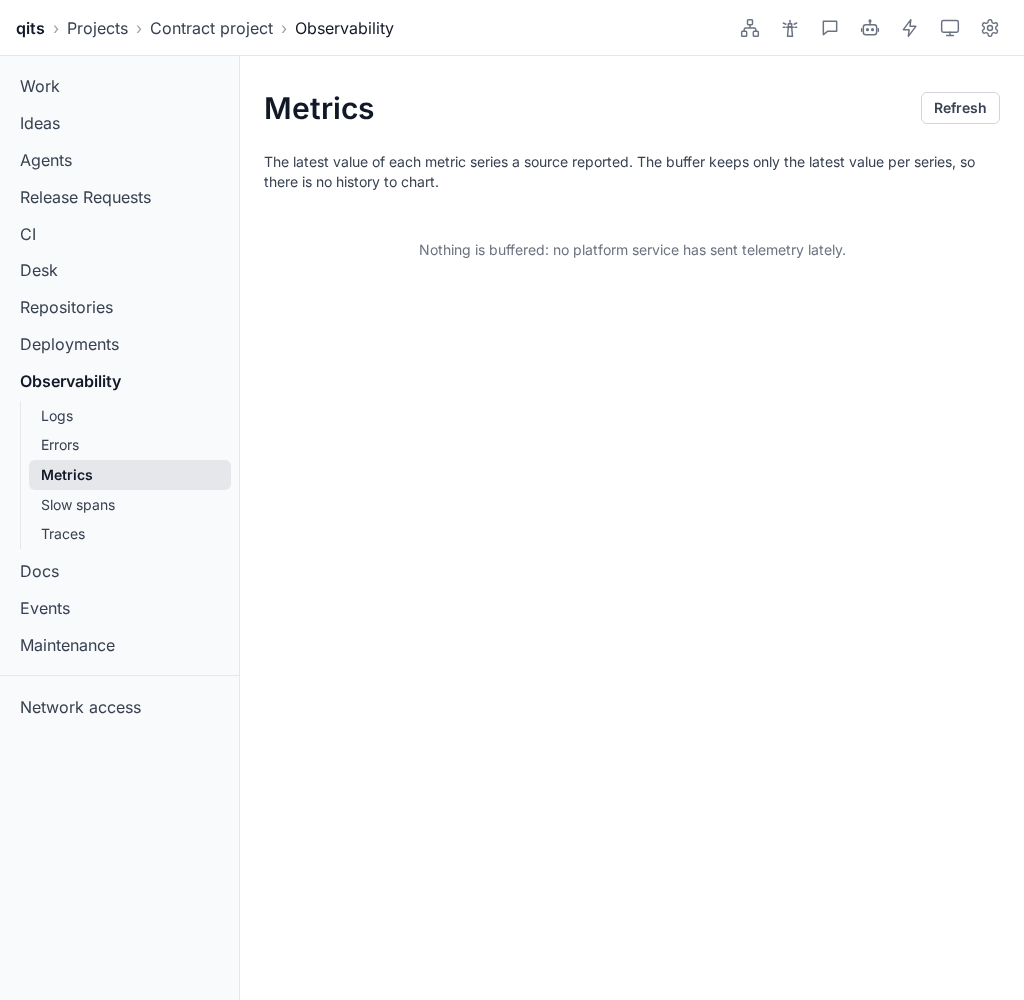 qits › Projects › Contract project › Observability
Work
Ideas
Agents
Release Requests
CI
Desk
Repositories
Deployments
Observability
Logs
Errors
Metrics
Slow spans
Traces
Docs
Events
Maintenance
Network access
Metrics
Refresh
The latest value of each metric series a source reported. The buffer keeps only the latest value per series, so
there is no history to chart.
Nothing is buffered: no platform service has sent telemetry lately.